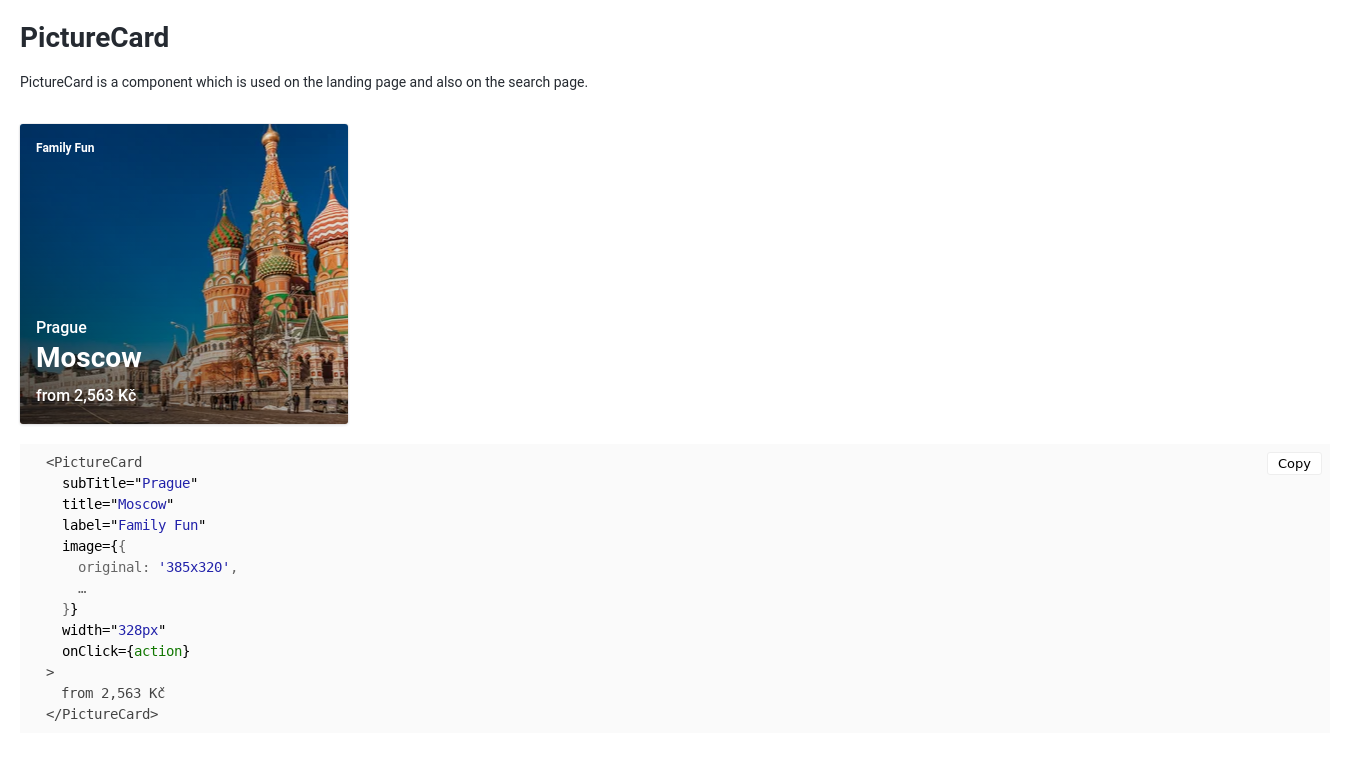 PictureCard
PictureCard is a component which is used on the landing page and also on the search page.
Family Fun
Prague
Moscow
from 2,563 Kč
Copy
<PictureCard
  subTitle="Prague"
  title="Moscow"
  label="Family Fun"
  image={{
    original: '385x320',
    …
  }}
  width="328px"
  onClick={action}
>
  from 2,563 Kč
</PictureCard>